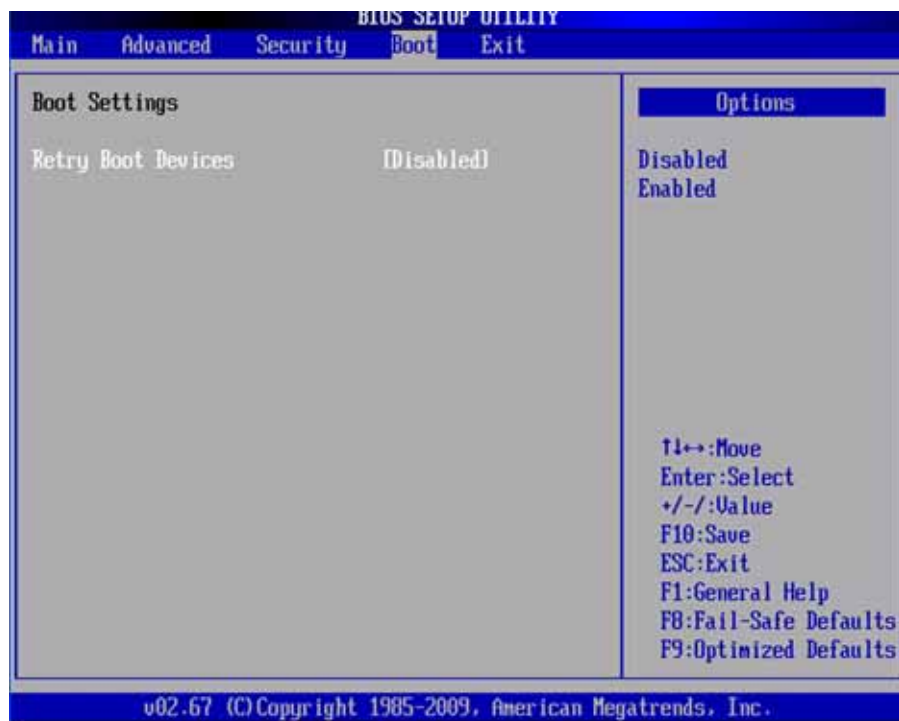 BIOS SETUP UTILITY
Main Advanced Security Boot Exit
Boot Settings
Retry Boot Devices [Disabled]
Options
Disabled
Enabled
↑↓↔:Move
Enter:Select
+/-/:Value
F10:Save
ESC:Exit
F1:General Help
F8:Fail-Safe Defaults
F9:Optimized Defaults
v02.67 (C)Copyright 1985-2009, American Megatrends, Inc.